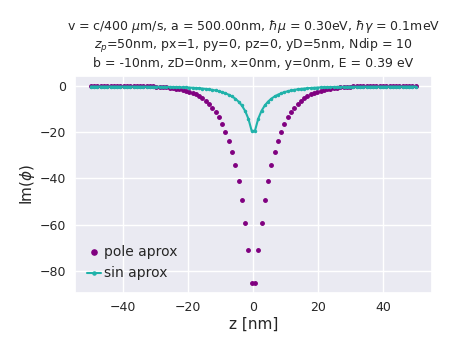 v = c/400 μm/s, a = 500.00nm, ℏμ = 0.30eV, ℏγ = 0.1meV
z_p=50nm, px=1, py=0, pz=0, yD=5nm, Ndip = 10
b = -10nm, zD=0nm, x=0nm, y=0nm, E = 0.39 eV
Im(ϕ)
0
−20
−40
−60
−80
pole aprox
sin aprox
−40
−20
0
20
40
z [nm]